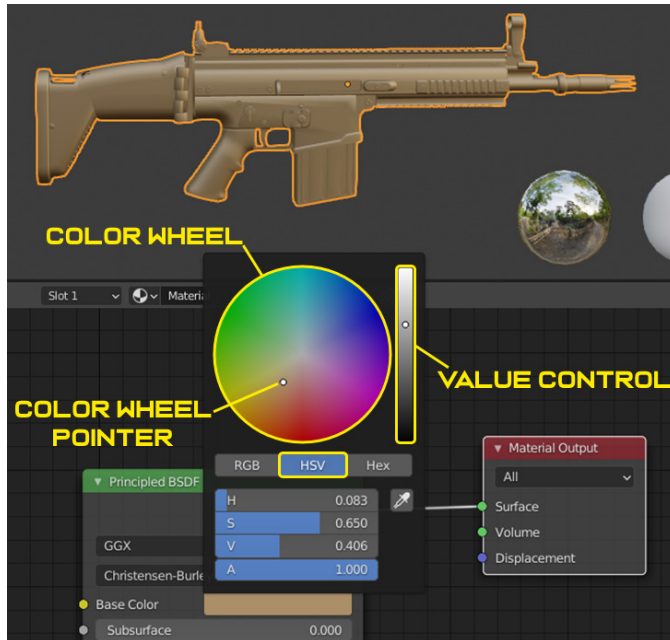 COLOR WHEEL
Slot 1
Materia
VALUE CONTROL
COLOR WHEEL
POINTER
RGB HSV Hex
Material Output
All
Principled BSDF
H 0.083
Surface
S 0.650
Volume
V 0.406
GGX
Displacement
A 1.000
Christensen-Burle
Base Color
Subsurface 0.000